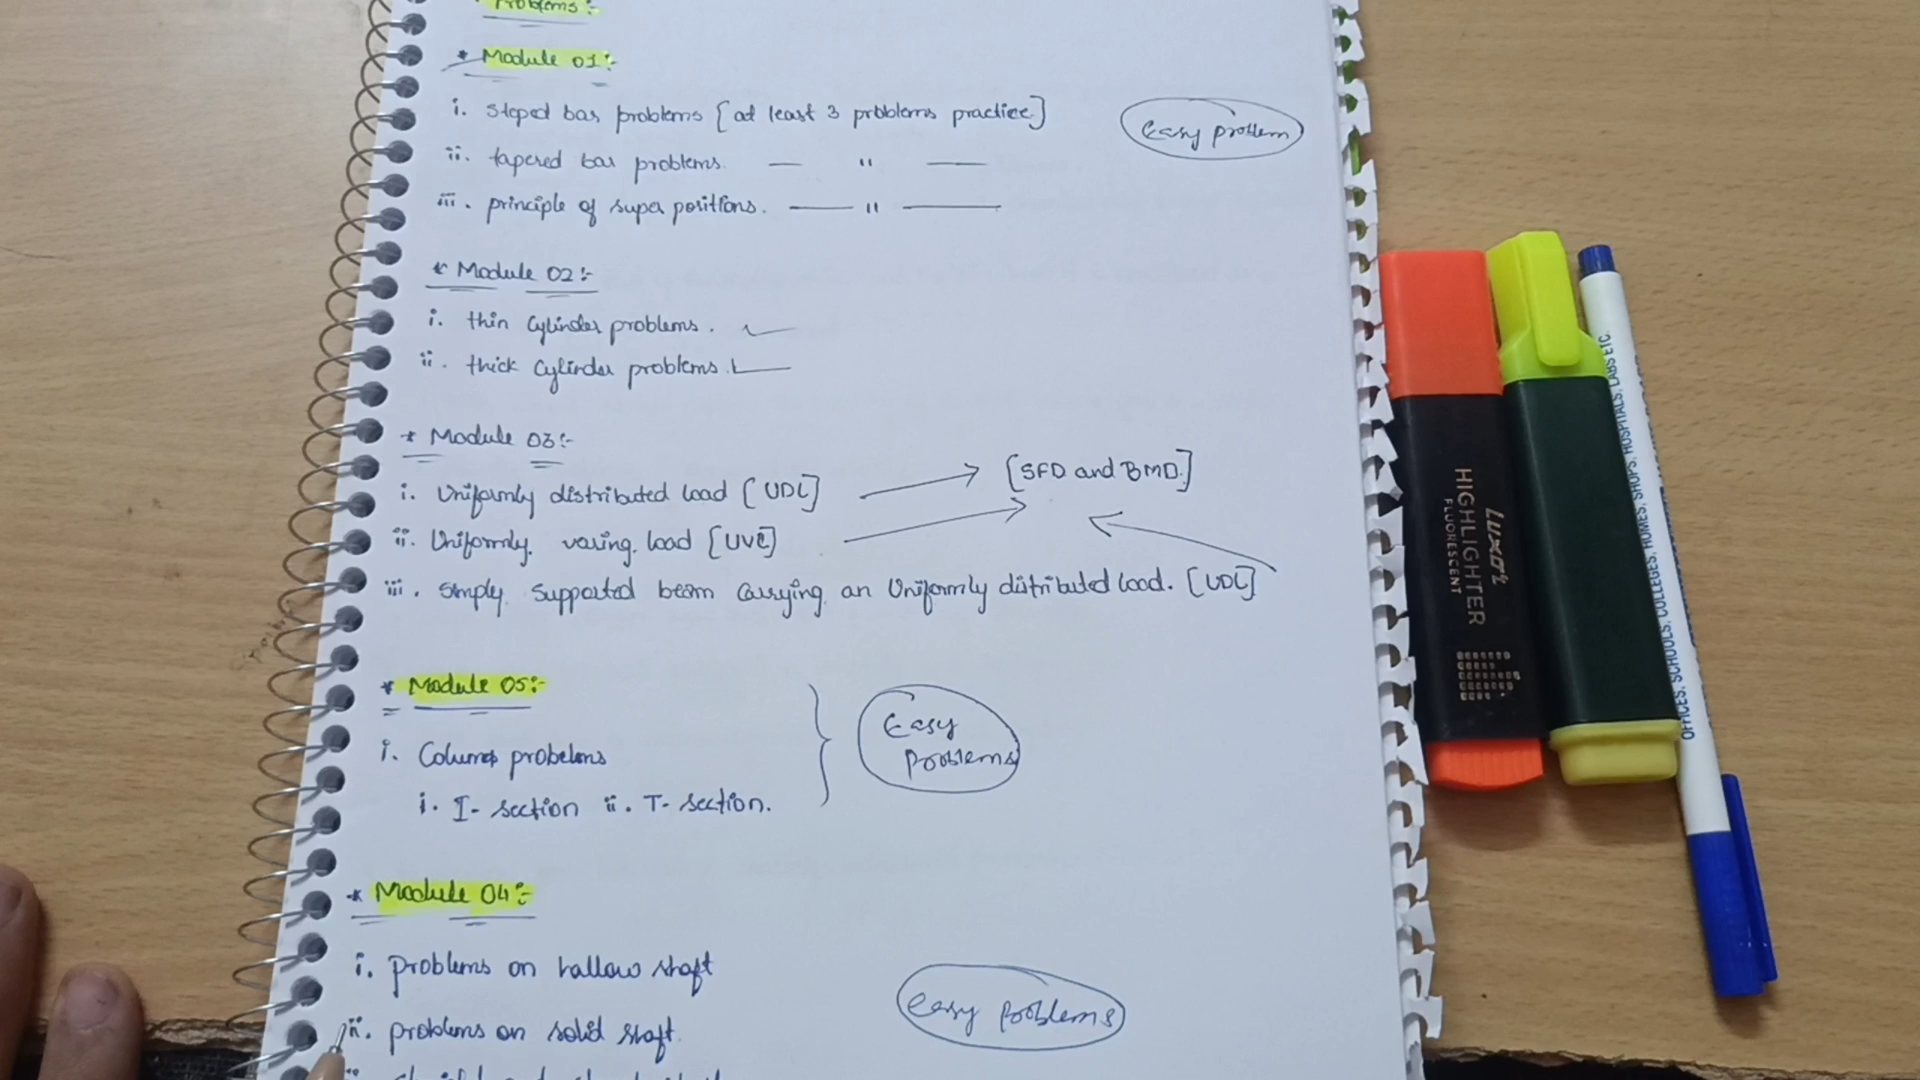 Problems:-
* Module 01:-
i. Steped bar problems [at least 3 problems practice]
Easy problem
ii. tapered bar problems. — " —
iii. principle of super positions. — " —
* Module 02:-
i. thin Cylinder problems.
ii. thick Cylinder problems.
* Module 03:-
i. Uniformly distributed load [UDL]
[SFD and BMD.]
ii. Uniformly. varing. load [UVL]
iii. Simply Supported beam Carrying an Uniformly distributed load. [UDL]
* Module 05:-
i. Column probelms
i. I- section ii. T- section.
Easy
Problems
* Module 04:-
i. problems on hallow shaft
ii. problems on solid shaft.
easy problems
Luxor
HIGHLIGHTER
FLUORESCENT
OFFICES, SCHOOLS, COLLEGES, HOMES, SHOPS, HOSPITALS, LABS ETC.